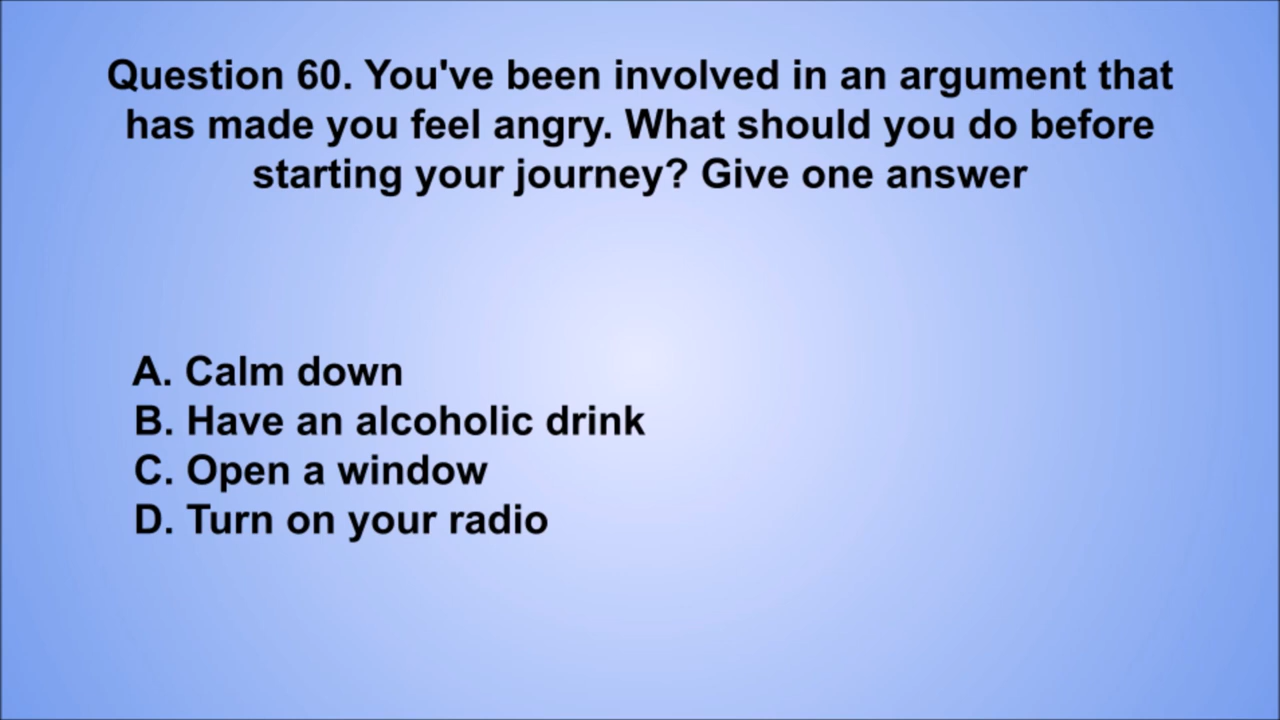 Question 60. You've been involved in an argument that
has made you feel angry. What should you do before
starting your journey? Give one answer
A. Calm down
B. Have an alcoholic drink
C. Open a window
D. Turn on your radio